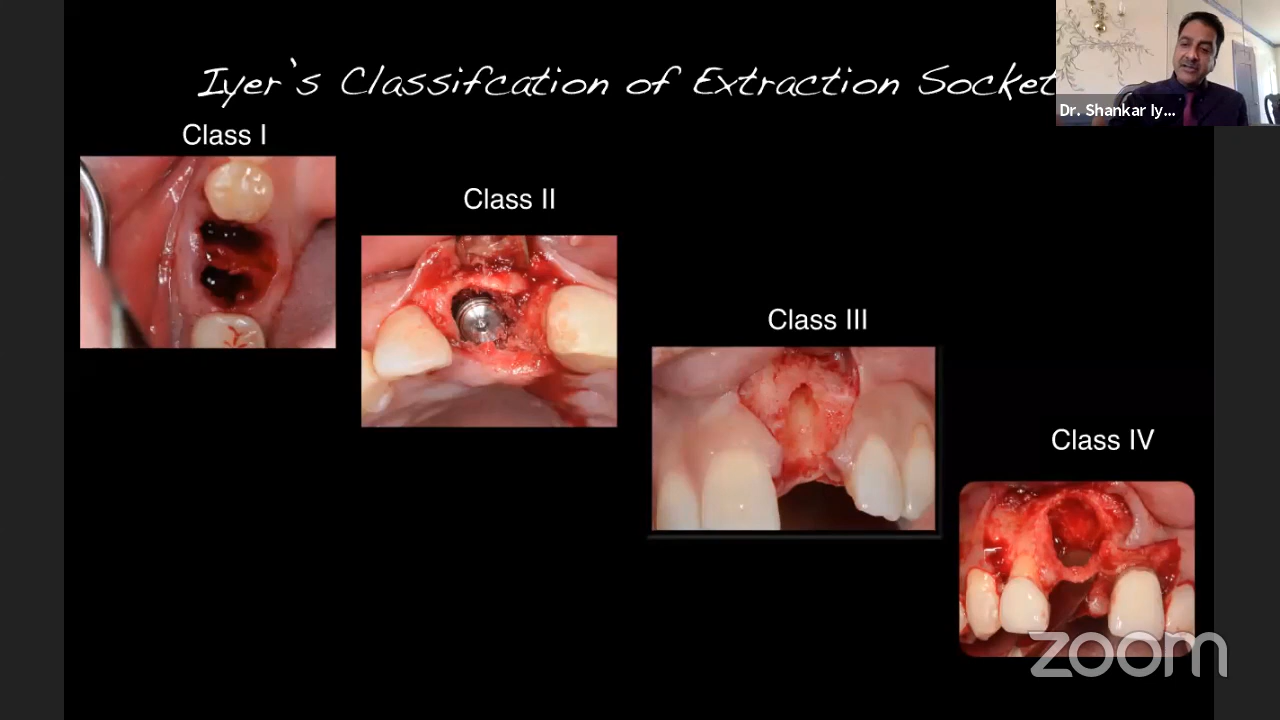 Iyer's Classifcation of Extraction Socket
Dr. Shankar Iy...
Class I
Class II
Class III
Class IV
zoom